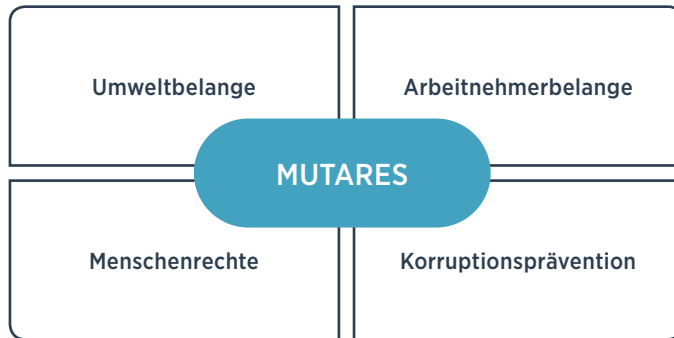 Umweltbelange
Arbeitnehmerbelange
MUTARES
Menschenrechte
Korruptionsprävention